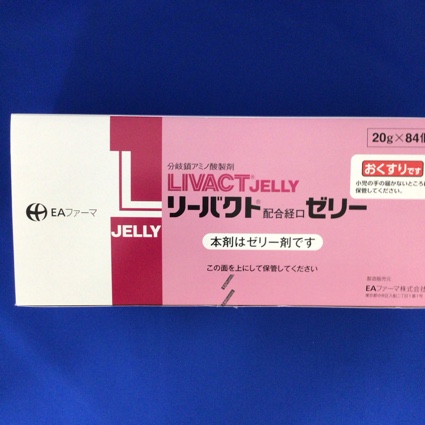 20g×84個
分岐鎖アミノ酸製剤
LIVACT® JELLY
リーバクト®配合経口ゼリー
本剤はゼリー剤です
この面を上にして保管してください
おくすりです
小児の手の届かないところに
保管してください。
EAファーマ
L
JELLY
製造販売元
EAファーマ株式会社